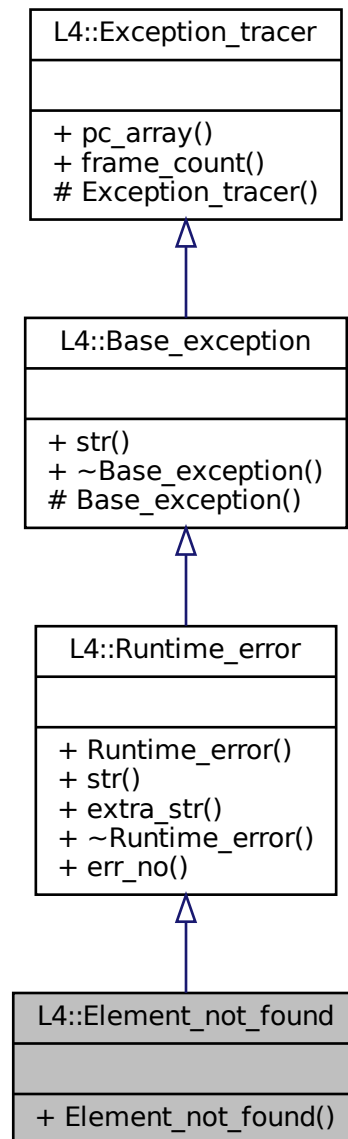 L4::Exception_tracer
+ pc_array()
+ frame_count()
# Exception_tracer()
L4::Base_exception
+ str()
+ ~Base_exception()
# Base_exception()
L4::Runtime_error
+ Runtime_error()
+ str()
+ extra_str()
+ ~Runtime_error()
+ err_no()
L4::Element_not_found
+ Element_not_found()